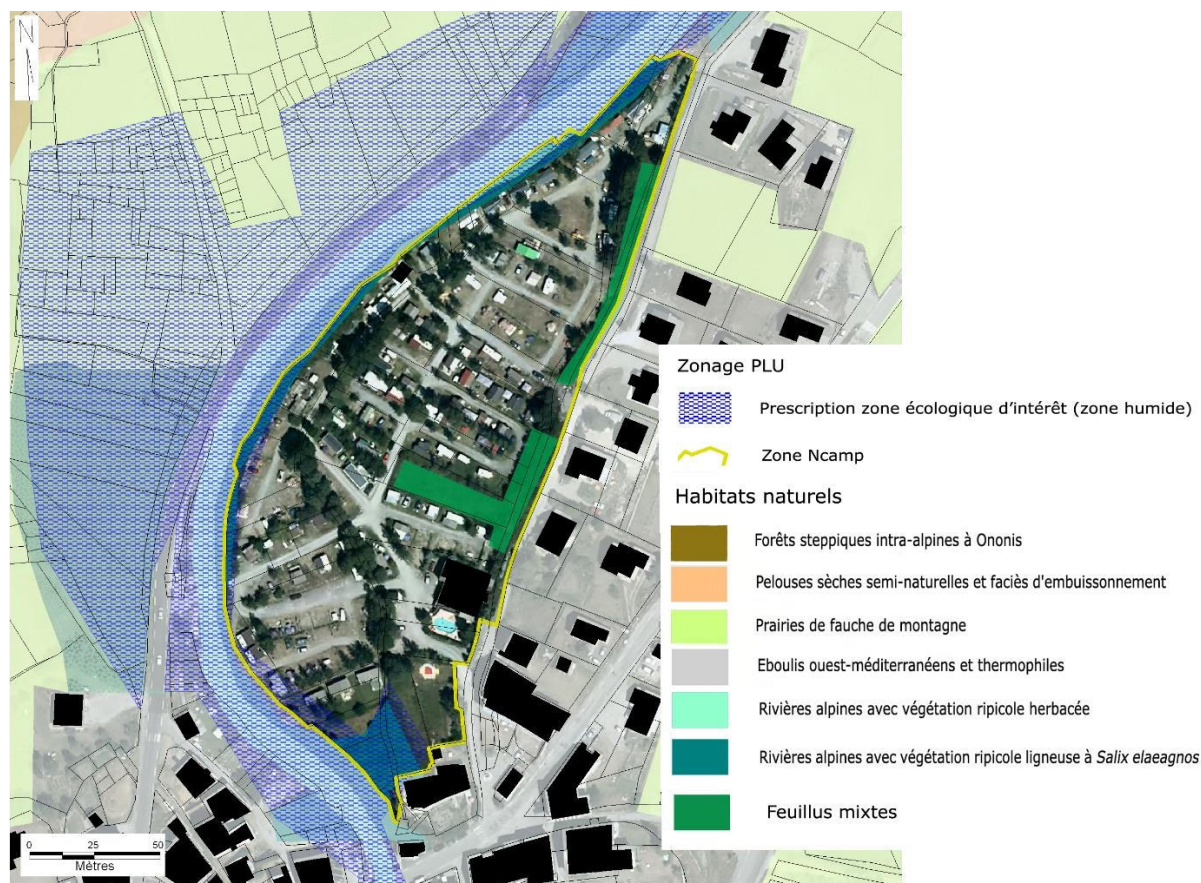 N
Zonage PLU
Prescription zone écologique d'intérêt (zone humide)
Zone Ncamp
Habitats naturels
Forêts steppiques intra-alpines à Ononis
Pelouses sèches semi-naturelles et faciès d'embuissonnement
Prairies de fauche de montagne
Eboulis ouest-méditerranéens et thermophiles
Rivières alpines avec végétation ripicole herbacée
Rivières alpines avec végétation ripicole ligneuse à Salix elaeagnos
Feuillus mixtes
0 25 50
Mètres